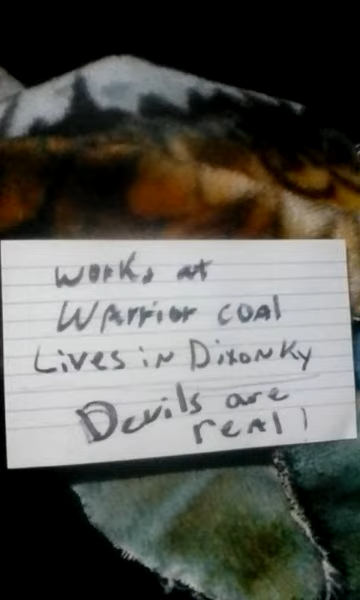 Works at
Warrior coal
Lives in Dixon Ky
Devils are
real!